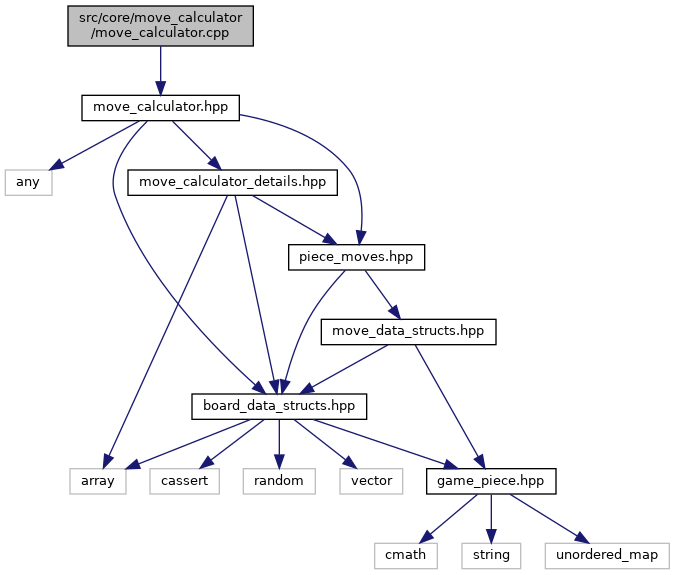 src/core/move_calculator
/move_calculator.cpp
move_calculator.hpp
any
move_calculator_details.hpp
piece_moves.hpp
move_data_structs.hpp
board_data_structs.hpp
array
cassert
random
vector
game_piece.hpp
cmath
string
unordered_map